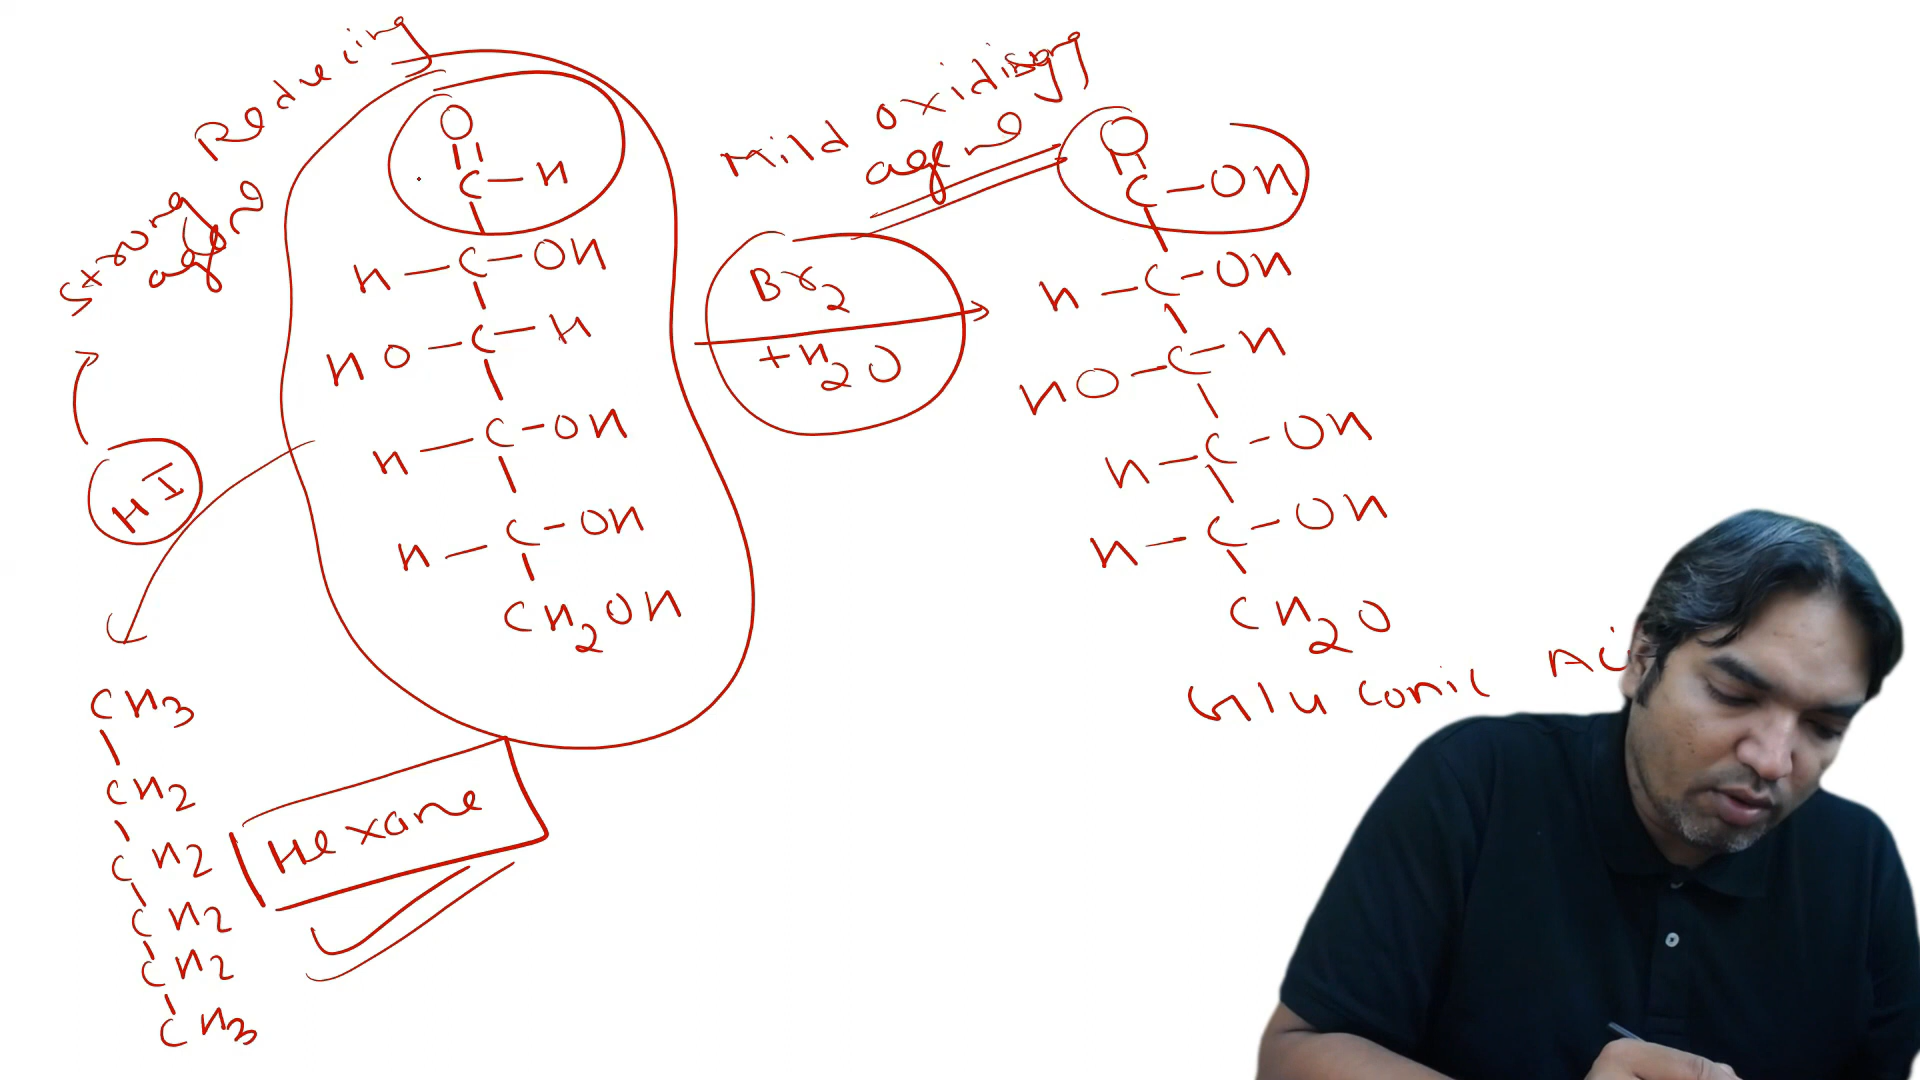 Strong Reducing
agent
O
C-H
H-C-OH
HO-C-H
H-C-OH
H-C-OH
CH2OH
HI
CH3
CH2
CH2
CH2
CH2
CH3
Hexane
Mild Oxidising
agent
Br2
+H2O
O
C-OH
H-C-OH
HO-C-H
H-C-OH
H-C-OH
CH2O
Gluconic Aci